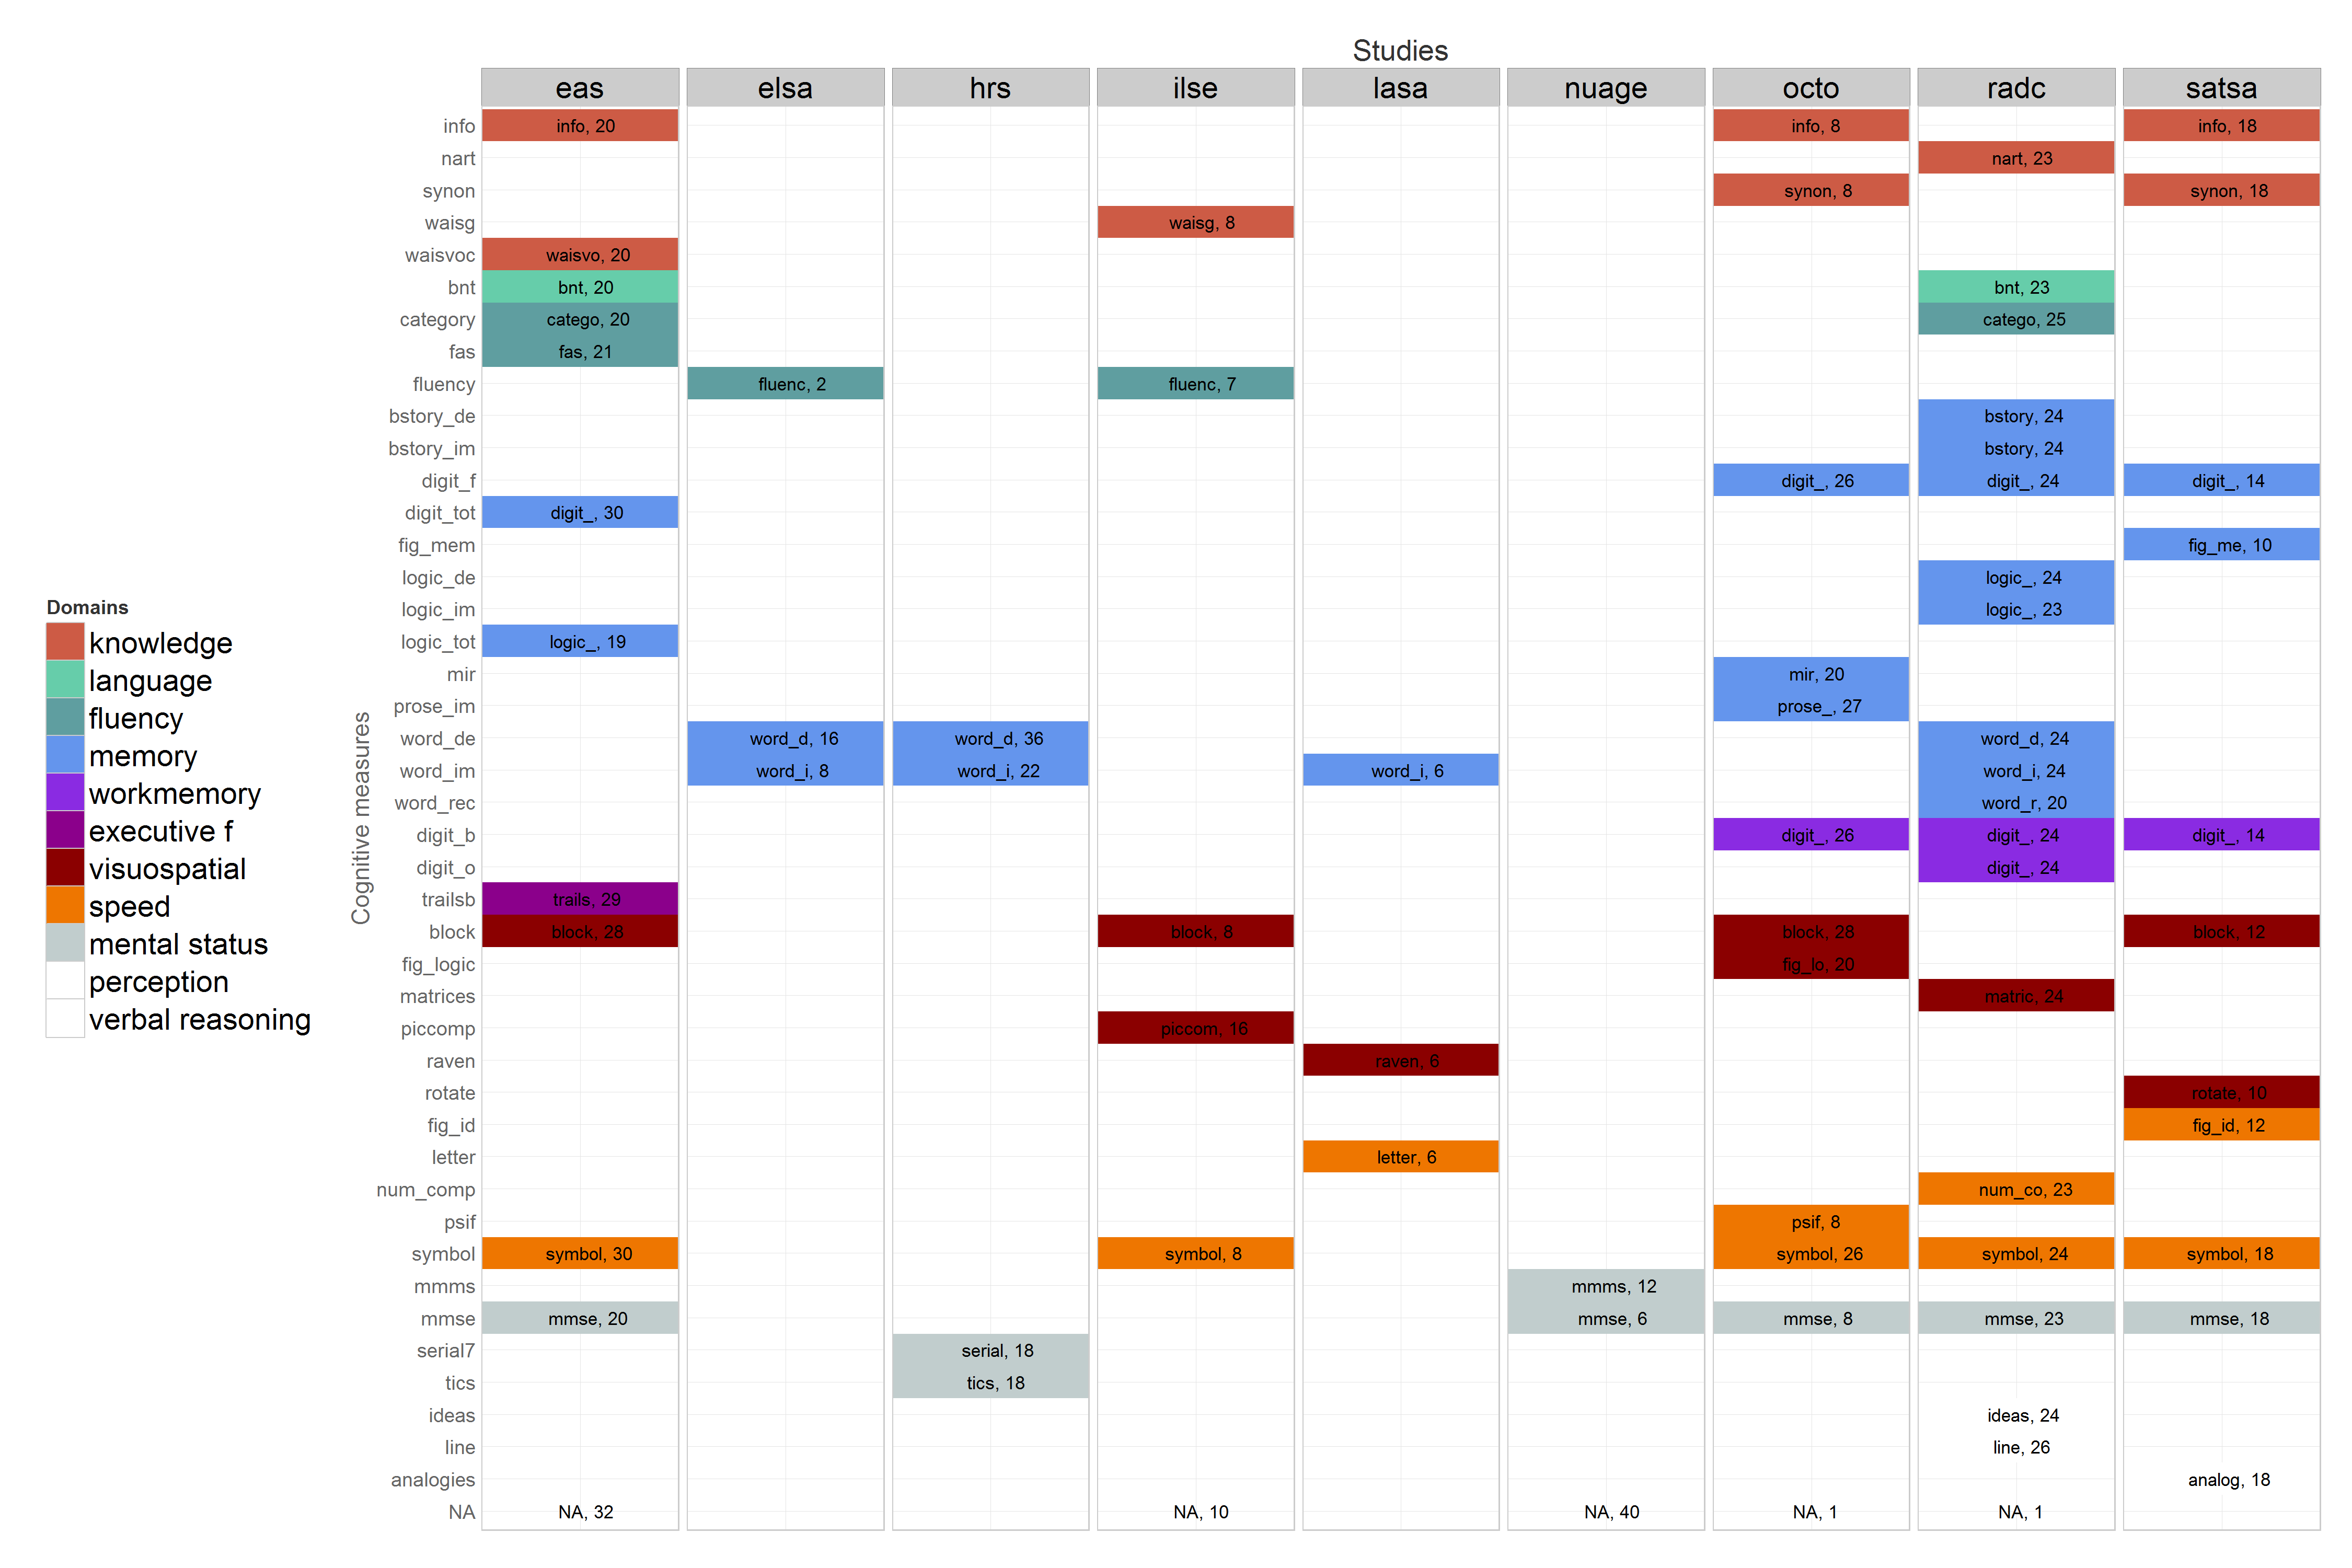 Studies
eas elsa hrs ilse lasa nuage octo radc satsa
info info, 20 info, 8 info, 18
nart nart, 23
synon synon, 8 synon, 18
waisg waisg, 8
waisvoc waisvo, 20
bnt bnt, 20 bnt, 23
category catego, 20 catego, 25
fas fas, 21
fluency fluenc, 2 fluenc, 7
bstory_de bstory, 24
bstory_im bstory, 24
digit_f digit_, 26 digit_, 24 digit_, 14
digit_tot digit_, 30
fig_mem fig_me, 10
logic_de logic_, 24
logic_im logic_, 23
logic_tot logic_, 19
mir mir, 20
prose_im prose_, 27
word_de word_d, 16 word_d, 36 word_d, 24
word_im word_i, 8 word_i, 22 word_i, 6 word_i, 24
word_rec word_r, 20
digit_b digit_, 26 digit_, 24 digit_, 14
digit_o digit_, 24
trailsb trails, 29
block block, 28 block, 8 block, 28 block, 12
fig_logic fig_lo, 20
matrices matric, 24
piccomp piccom, 16
raven raven, 6
rotate rotate, 10
fig_id fig_id, 12
letter letter, 6
num_comp num_co, 23
psif psif, 8
symbol symbol, 30 symbol, 8 symbol, 26 symbol, 24 symbol, 18
mmms mmms, 12
mmse mmse, 20 mmse, 6 mmse, 8 mmse, 23 mmse, 18
serial7 serial, 18
tics tics, 18
ideas ideas, 24
line line, 26
analogies analog, 18
NA NA, 32 NA, 10 NA, 40 NA, 1 NA, 1
Cognitive measures
Domains
knowledge
language
fluency
memory
workmemory
executive f
visuospatial
speed
mental status
perception
verbal reasoning